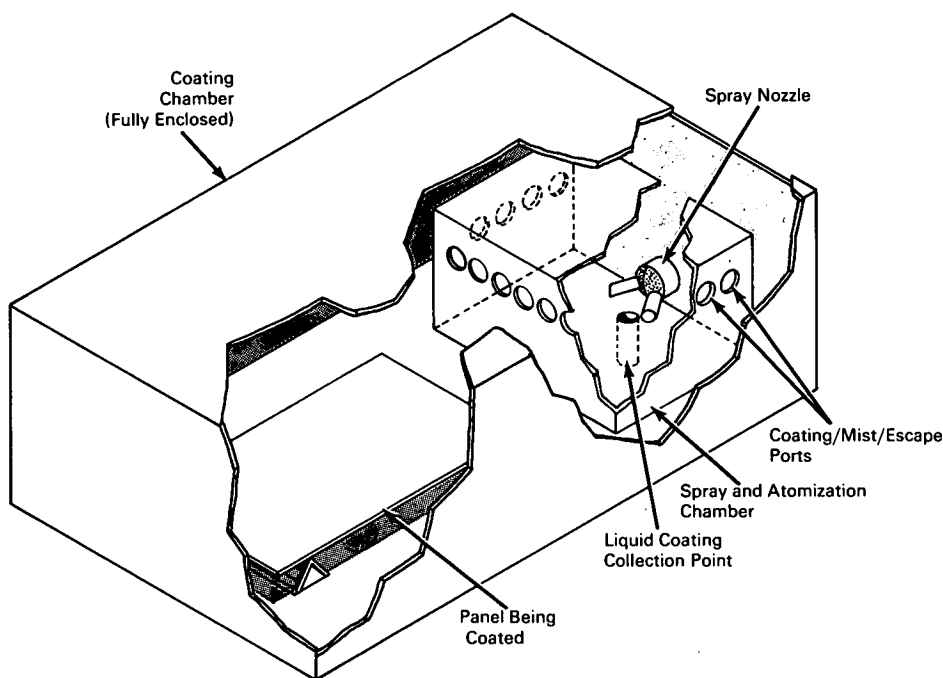 Coating
Chamber
(Fully Enclosed)
Spray Nozzle
Coating/Mist/Escape
Ports
Spray and Atomization
Chamber
Liquid Coating
Collection Point
Panel Being
Coated